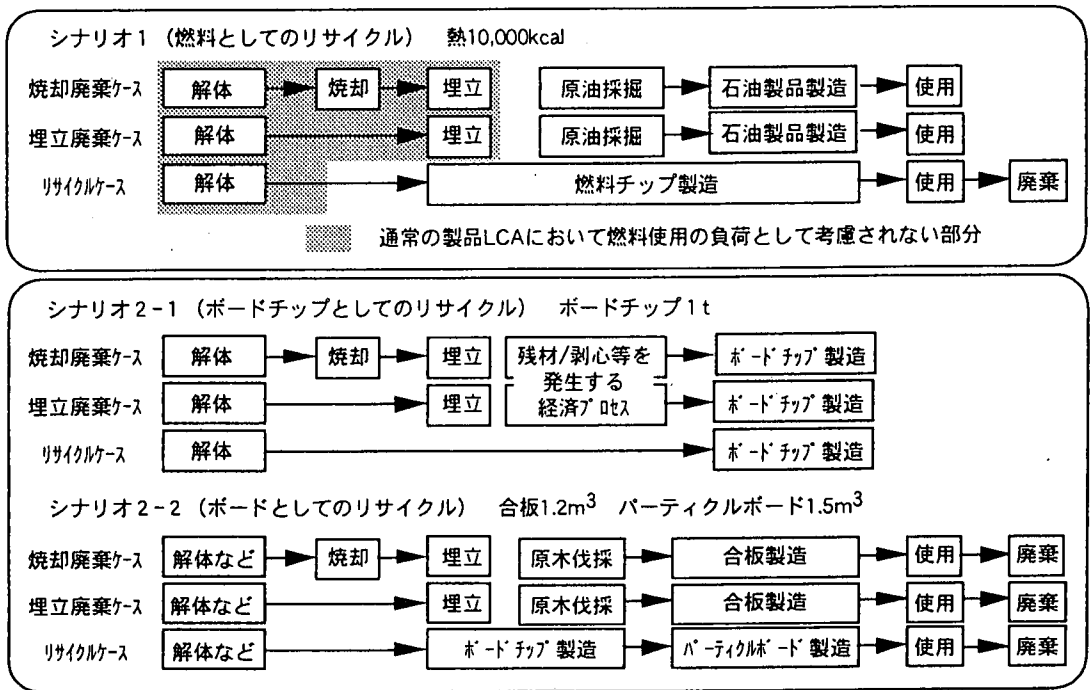 シナリオ1 (燃料としてのリサイクル) 熱10,000kcal
焼却廃棄ケース 解体 焼却 埋立 原油採掘 石油製品製造 使用
埋立廃棄ケース 解体 埋立 原油採掘 石油製品製造 使用
リサイクルケース 解体 燃料チップ製造 使用 廃棄
通常の製品LCAにおいて燃料使用の負荷として考慮されない部分
シナリオ2-1 (ボードチップとしてのリサイクル) ボードチップ1t
焼却廃棄ケース 解体 焼却 埋立 残材/剥心等を発生する経済プロセス ボードチップ製造
埋立廃棄ケース 解体 埋立 ボードチップ製造
リサイクルケース 解体 ボードチップ製造
シナリオ2-2 (ボードとしてのリサイクル) 合板1.2m³ パーティクルボード1.5m³
焼却廃棄ケース 解体など 焼却 埋立 原木伐採 合板製造 使用 廃棄
埋立廃棄ケース 解体など 埋立 原木伐採 合板製造 使用 廃棄
リサイクルケース 解体など ボードチップ製造 パーティクルボード製造 使用 廃棄